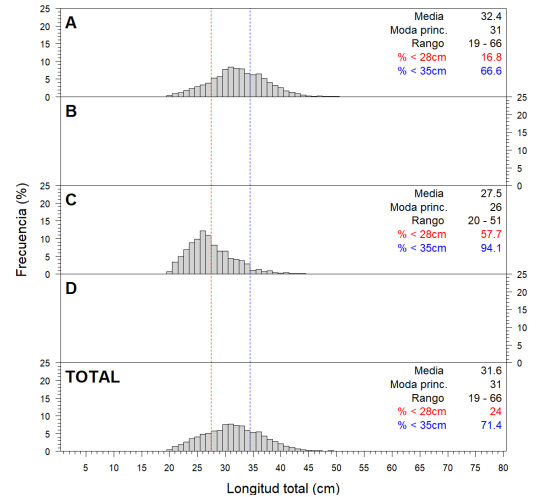 Frecuencia (%)
A
25
20
15
10
5
0
Media 32.4
Moda princ. 31
Rango 19 - 66
% < 28cm 16.8
% < 35cm 66.6
B
25
20
15
10
5
0
C
25
20
15
10
5
0
Media 27.5
Moda princ. 26
Rango 20 - 51
% < 28cm 57.7
% < 35cm 94.1
D
25
20
15
10
5
0
TOTAL
25
20
15
10
5
0
Media 31.6
Moda princ. 31
Rango 19 - 66
% < 28cm 24
% < 35cm 71.4
5 10 15 20 25 30 35 40 45 50 55 60 65 70 75 80
Longitud total (cm)